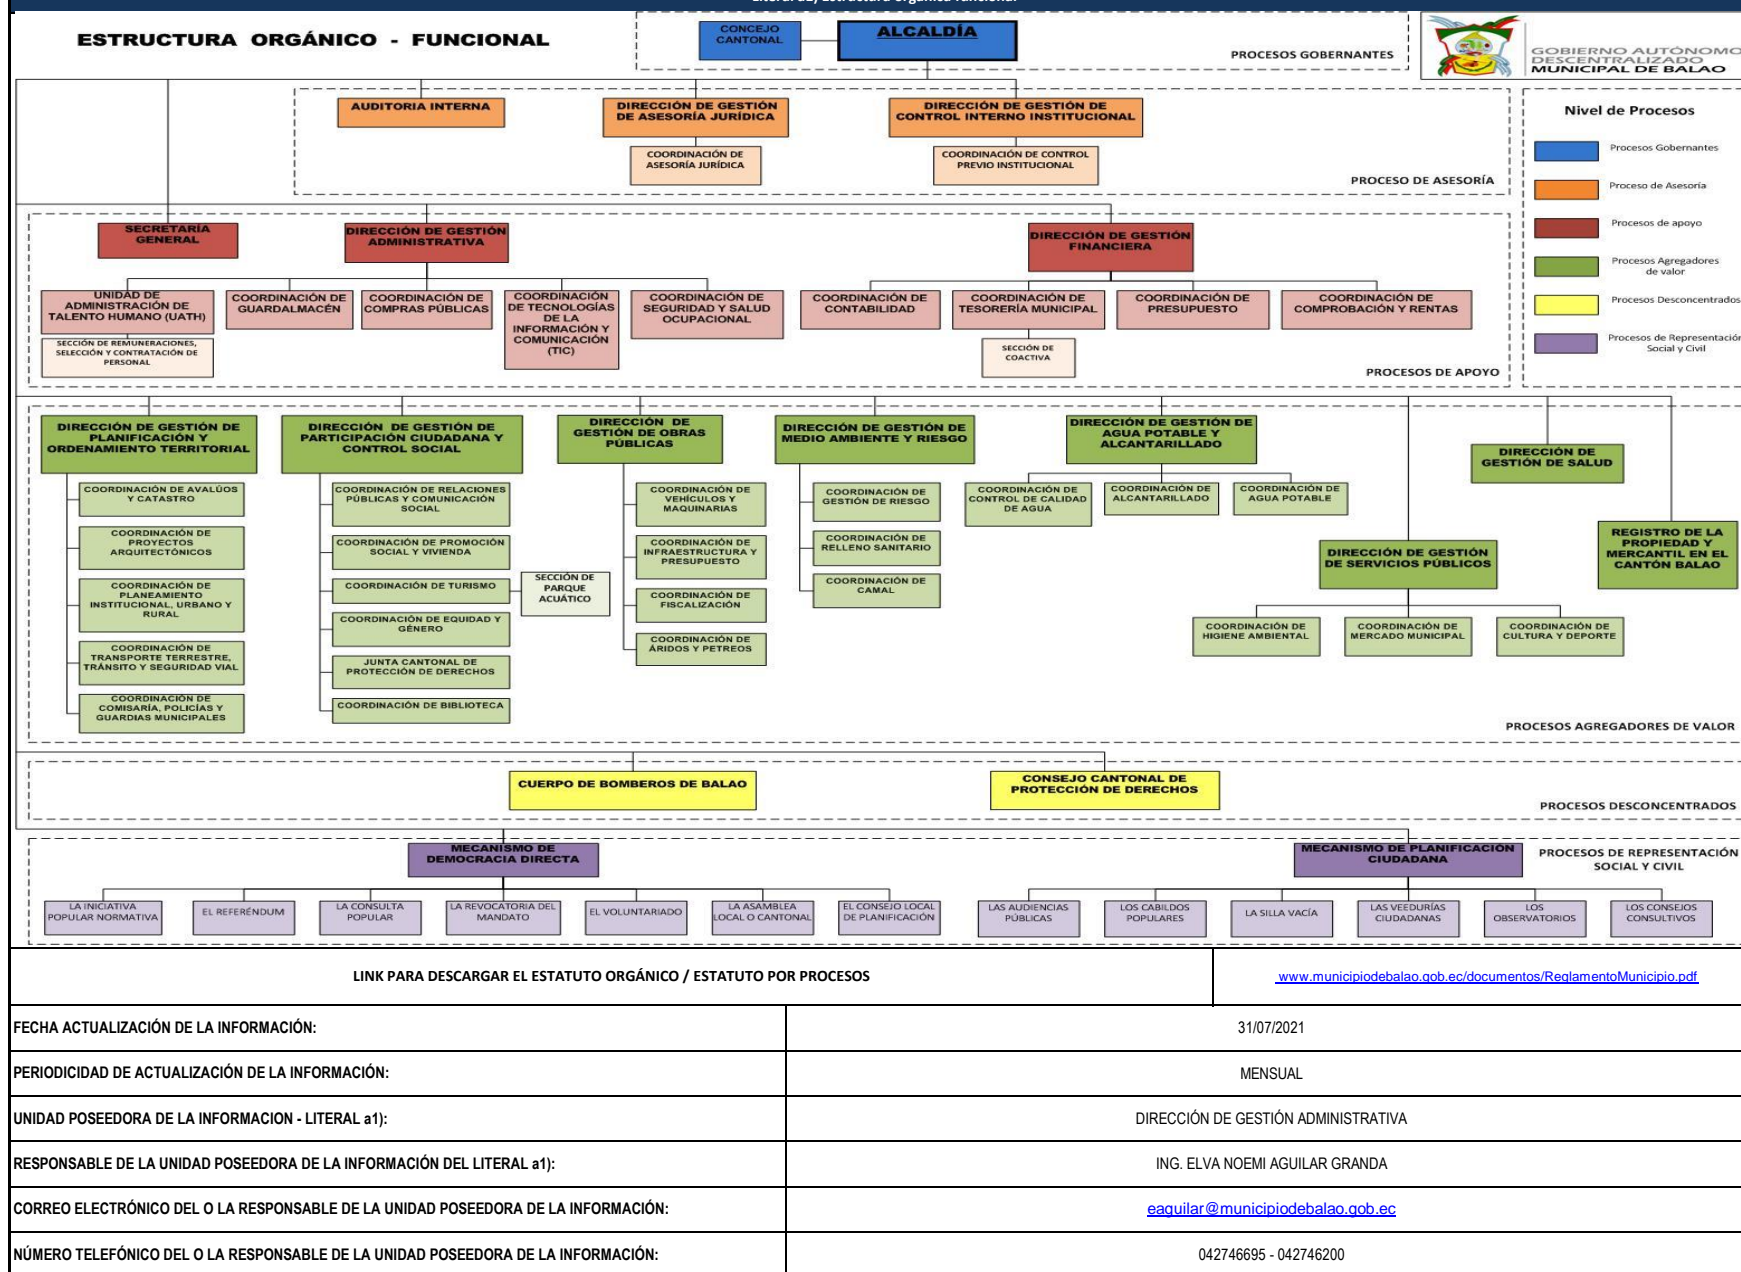 Literal a1) Estructura orgánica funcional
ESTRUCTURA ORGÁNICO - FUNCIONAL
CONCEJO
CANTONAL
ALCALDÍA
PROCESOS GOBERNANTES
GOBIERNO AUTÓNOMO
DESCENTRALIZADO
MUNICIPAL DE BALAO
AUDITORIA INTERNA
DIRECCIÓN DE GESTIÓN
DE ASESORÍA JURÍDICA
DIRECCIÓN DE GESTIÓN DE
CONTROL INTERNO INSTITUCIONAL
COORDINACIÓN DE
ASESORÍA JURÍDICA
COORDINACIÓN DE CONTROL
PREVIO INSTITUCIONAL
PROCESO DE ASESORÍA
Nivel de Procesos
Procesos Gobernantes
Proceso de Asesoría
Procesos de apoyo
Procesos Agregadores
de valor
Procesos Desconcentrados
Procesos de Representación
Social y Civil
SECRETARÍA
GENERAL
DIRECCIÓN DE GESTIÓN
ADMINISTRATIVA
DIRECCIÓN DE GESTIÓN
FINANCIERA
UNIDAD DE
ADMINISTRACIÓN DE
TALENTO HUMANO (UATH)
SECCIÓN DE REMUNERACIONES,
SELECCIÓN Y CONTRATACIÓN DE
PERSONAL
COORDINACIÓN DE
GUARDALMACÉN
COORDINACIÓN DE
COMPRAS PÚBLICAS
COORDINACIÓN
DE TECNOLOGÍAS
DE LA
INFORMACIÓN Y
COMUNICACIÓN
(TIC)
COORDINACIÓN DE
SEGURIDAD Y SALUD
OCUPACIONAL
COORDINACIÓN DE
CONTABILIDAD
COORDINACIÓN DE
TESORERÍA MUNICIPAL
SECCIÓN DE
COACTIVA
COORDINACIÓN DE
PRESUPUESTO
COORDINACIÓN DE
COMPROBACIÓN Y RENTAS
PROCESOS DE APOYO
DIRECCIÓN DE GESTIÓN DE
PLANIFICACIÓN Y
ORDENAMIENTO TERRITORIAL
COORDINACIÓN DE AVALÚOS
Y CATASTRO
COORDINACIÓN DE
PROYECTOS
ARQUITECTÓNICOS
COORDINACIÓN DE
PLANEAMIENTO
INSTITUCIONAL, URBANO Y
RURAL
COORDINACIÓN DE
TRANSPORTE TERRESTRE,
TRÁNSITO Y SEGURIDAD VIAL
COORDINACIÓN DE
COMISARÍA, POLICÍAS Y
GUARDIAS MUNICIPALES
DIRECCIÓN DE GESTIÓN DE
PARTICIPACIÓN CIUDADANA Y
CONTROL SOCIAL
COORDINACIÓN DE RELACIONES
PÚBLICAS Y COMUNICACIÓN
SOCIAL
COORDINACIÓN DE PROMOCIÓN
SOCIAL Y VIVIENDA
COORDINACIÓN DE TURISMO
SECCIÓN DE
PARQUE
ACUÁTICO
COORDINACIÓN DE EQUIDAD Y
GÉNERO
JUNTA CANTONAL DE
PROTECCIÓN DE DERECHOS
COORDINACIÓN DE BIBLIOTECA
DIRECCIÓN DE
GESTIÓN DE OBRAS
PÚBLICAS
COORDINACIÓN DE
VEHÍCULOS Y
MAQUINARIAS
COORDINACIÓN DE
INFRAESTRUCTURA Y
PRESUPUESTO
COORDINACIÓN DE
FISCALIZACIÓN
COORDINACIÓN DE
ÁRIDOS Y PETREOS
DIRECCIÓN DE GESTIÓN DE
MEDIO AMBIENTE Y RIESGO
COORDINACIÓN DE
GESTIÓN DE RIESGO
COORDINACIÓN DE
RELLENO SANITARIO
COORDINACIÓN DE
CAMAL
DIRECCIÓN DE GESTIÓN DE
AGUA POTABLE Y
ALCANTARILLADO
COORDINACIÓN DE
CONTROL DE CALIDAD
DE AGUA
COORDINACIÓN DE
ALCANTARILLADO
COORDINACIÓN DE
AGUA POTABLE
DIRECCIÓN DE GESTIÓN
DE SERVICIOS PÚBLICOS
COORDINACIÓN DE
HIGIENE AMBIENTAL
COORDINACIÓN DE
MERCADO MUNICIPAL
COORDINACIÓN DE
CULTURA Y DEPORTE
DIRECCIÓN DE
GESTIÓN DE SALUD
REGISTRO DE LA
PROPIEDAD Y
MERCANTIL EN EL
CANTÓN BALAO
PROCESOS AGREGADORES DE VALOR
CUERPO DE BOMBEROS DE BALAO
CONSEJO CANTONAL DE
PROTECCIÓN DE DERECHOS
PROCESOS DESCONCENTRADOS
MECANISMO DE
DEMOCRACIA DIRECTA
MECANISMO DE PLANIFICACIÓN
CIUDADANA
PROCESOS DE REPRESENTACIÓN
SOCIAL Y CIVIL
LA INICIATIVA
POPULAR NORMATIVA
EL REFERÉNDUM
LA CONSULTA
POPULAR
LA REVOCATORIA DEL
MANDATO
EL VOLUNTARIADO
LA ASAMBLEA
LOCAL O CANTONAL
EL CONSEJO LOCAL
DE PLANIFICACIÓN
LAS AUDIENCIAS
PÚBLICAS
LOS CABILDOS
POPULARES
LA SILLA VACÍA
LAS VEEDURÍAS
CIUDADANAS
LOS
OBSERVATORIOS
LOS CONSEJOS
CONSULTIVOS
LINK PARA DESCARGAR EL ESTATUTO ORGÁNICO / ESTATUTO POR PROCESOS
www.municipiodebalao.gob.ec/documentos/ReglamentoMunicipio.pdf
FECHA ACTUALIZACIÓN DE LA INFORMACIÓN:
31/07/2021
PERIODICIDAD DE ACTUALIZACIÓN DE LA INFORMACIÓN:
MENSUAL
UNIDAD POSEEDORA DE LA INFORMACION - LITERAL a1):
DIRECCIÓN DE GESTIÓN ADMINISTRATIVA
RESPONSABLE DE LA UNIDAD POSEEDORA DE LA INFORMACIÓN DEL LITERAL a1):
ING. ELVA NOEMI AGUILAR GRANDA
CORREO ELECTRÓNICO DEL O LA RESPONSABLE DE LA UNIDAD POSEEDORA DE LA INFORMACIÓN:
eaguilar@municipiodebalao.gob.ec
NÚMERO TELEFÓNICO DEL O LA RESPONSABLE DE LA UNIDAD POSEEDORA DE LA INFORMACIÓN:
042746695 - 042746200